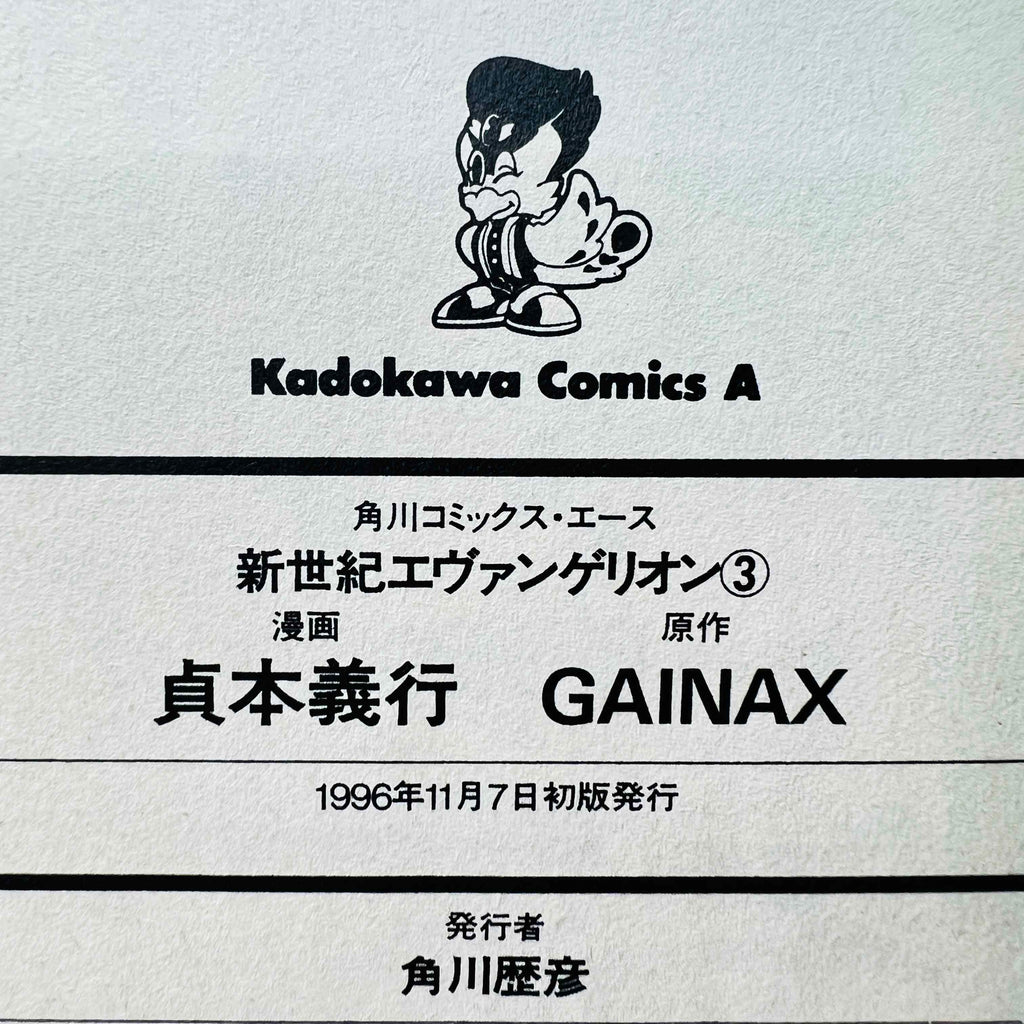 Kadokawa Comics A
角川コミックス・エース
新世紀エヴァンゲリオン③
漫画 原作
貞本義行 GAINAX
1996年11月7日初版発行
発行者
角川歴彦